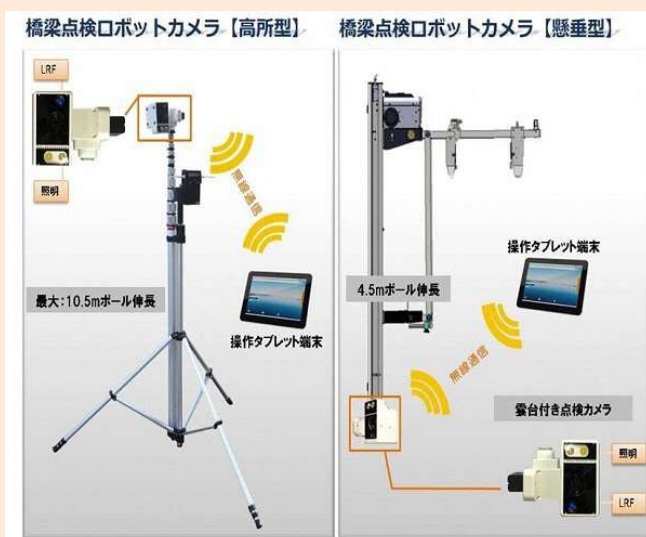 橋梁点検ロボットカメラ【高所型】
LRF
照明
無線通信
最大:10.5mポール伸長
操作タブレット端末
橋梁点検ロボットカメラ【懸垂型】
操作タブレット端末
4.5mポール伸長
無線通信
雲台付き点検カメラ
照明
LRF